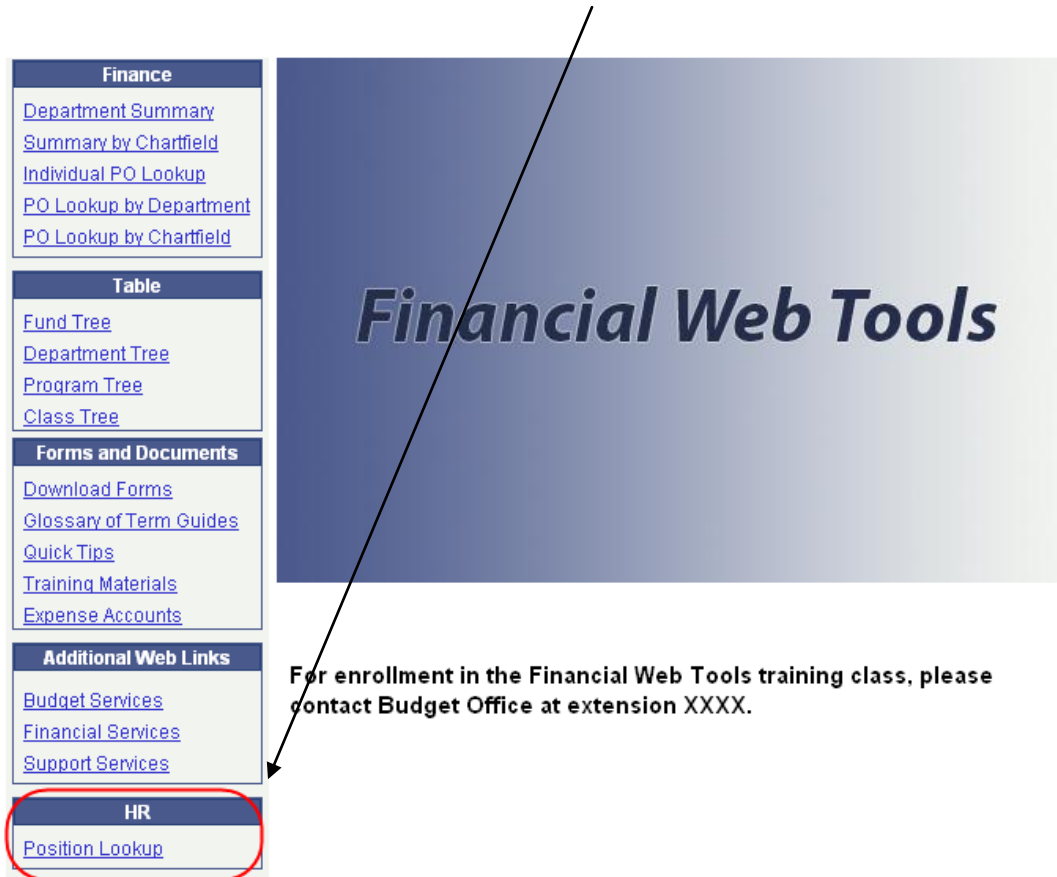 Finance
Department Summary
Summary by Chartfield
Individual PO Lookup
PO Lookup by Department
PO Lookup by Chartfield
Table
Fund Tree
Department Tree
Program Tree
Class Tree
Forms and Documents
Download Forms
Glossary of Term Guides
Quick Tips
Training Materials
Expense Accounts
Additional Web Links
Budget Services
Financial Services
Support Services
HR
Position Lookup
Financial Web Tools
For enrollment in the Financial Web Tools training class, please
contact Budget Office at extension XXXX.